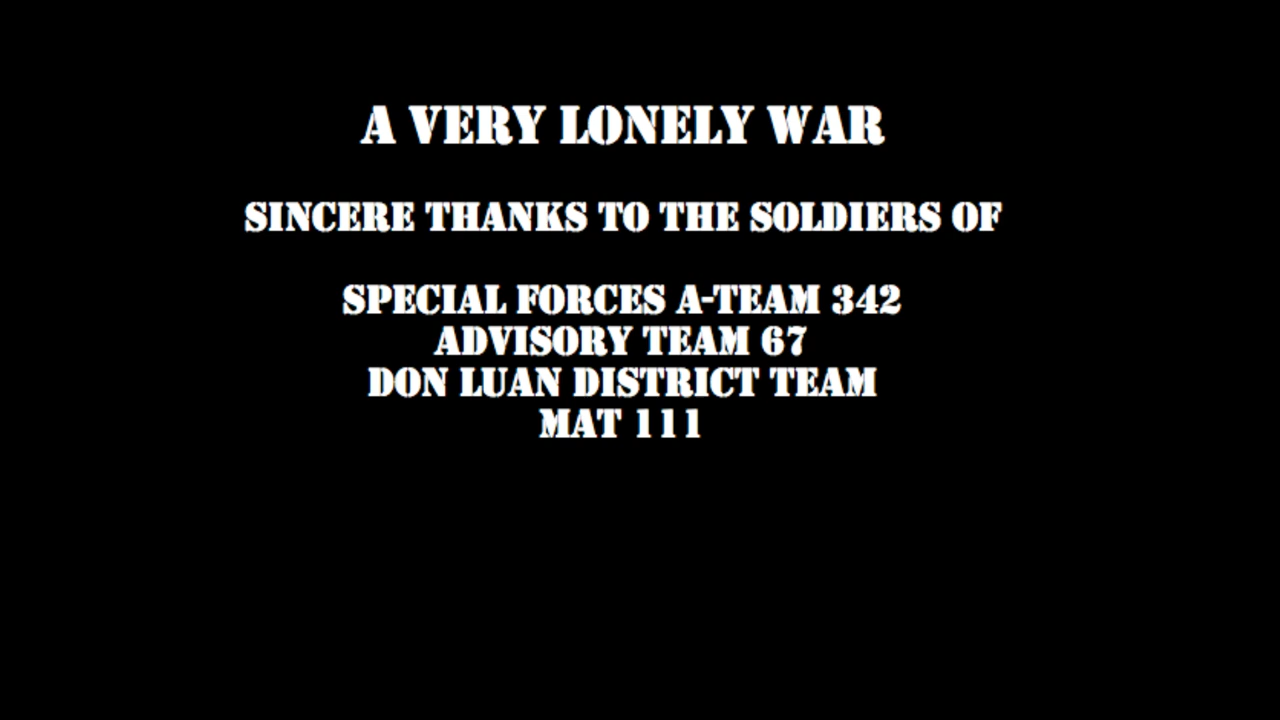 A VERY LONELY WAR
SINCERE THANKS TO THE SOLDIERS OF
SPECIAL FORCES A-TEAM 342
ADVISORY TEAM 67
DON LUAN DISTRICT TEAM
MAT 111